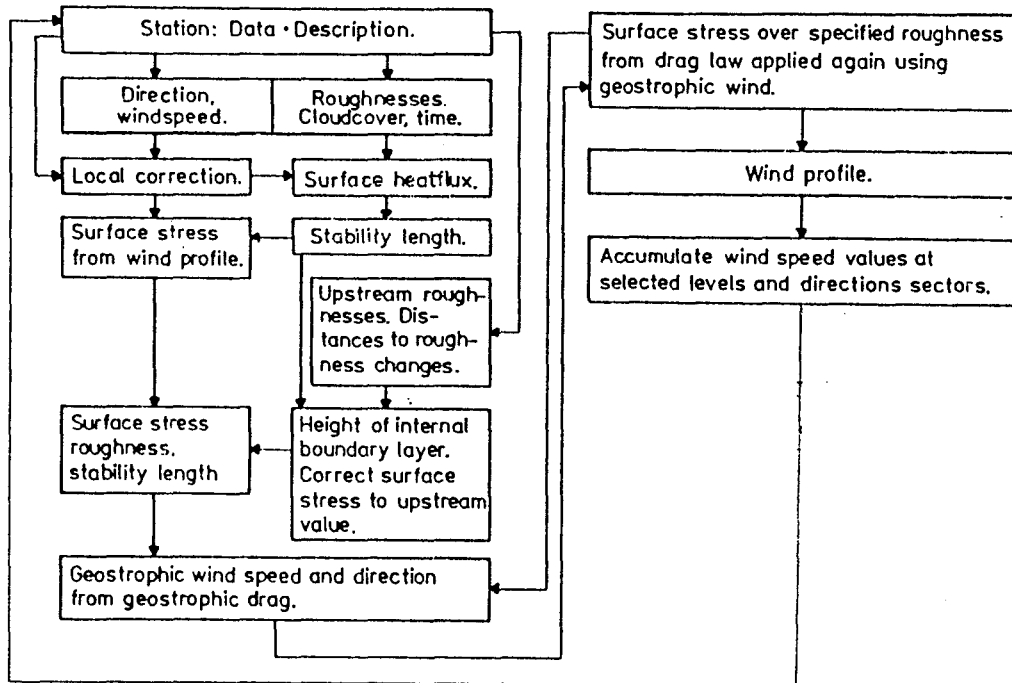 Station: Data · Description.
Direction,
windspeed.
Roughnesses.
Cloudcover, time.
Local correction.
Surface heatflux.
Surface stress
from wind profile.
Stability length.
Upstream rough-
nesses. Dis-
tances to rough-
ness changes.
Surface stress
roughness,
stability length
Height of internal
boundary layer.
Correct surface
stress to upstream
value.
Geostrophic wind speed and direction
from geostrophic drag.
Surface stress over specified roughness
from drag law applied again using
geostrophic wind.
Wind profile.
Accumulate wind speed values at
selected levels and directions sectors.